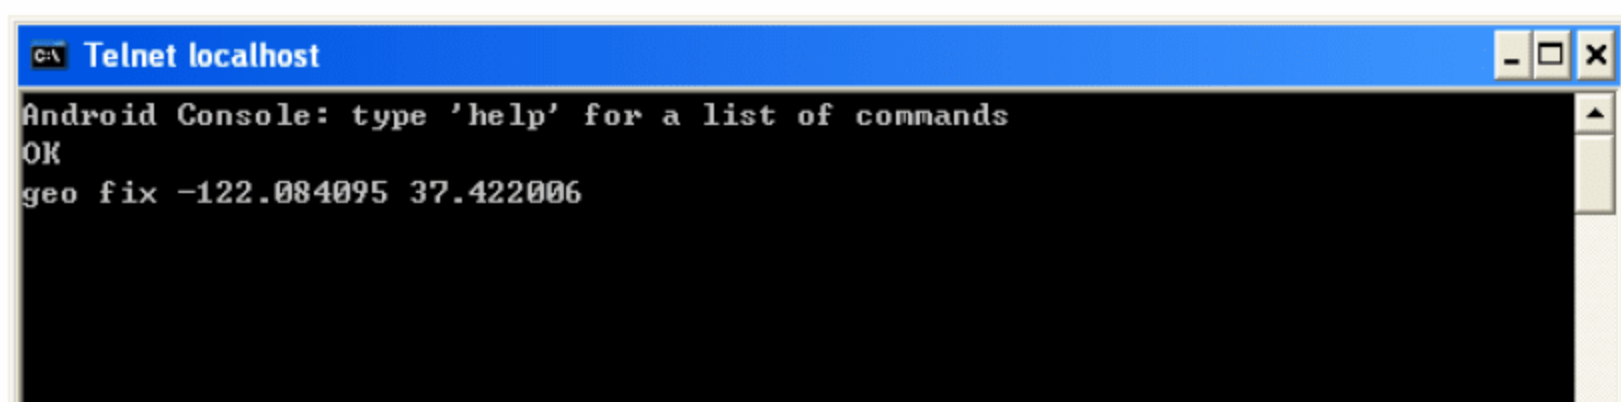 C:\ Telnet localhost
Android Console: type 'help' for a list of commands
OK
geo fix -122.084095 37.422006